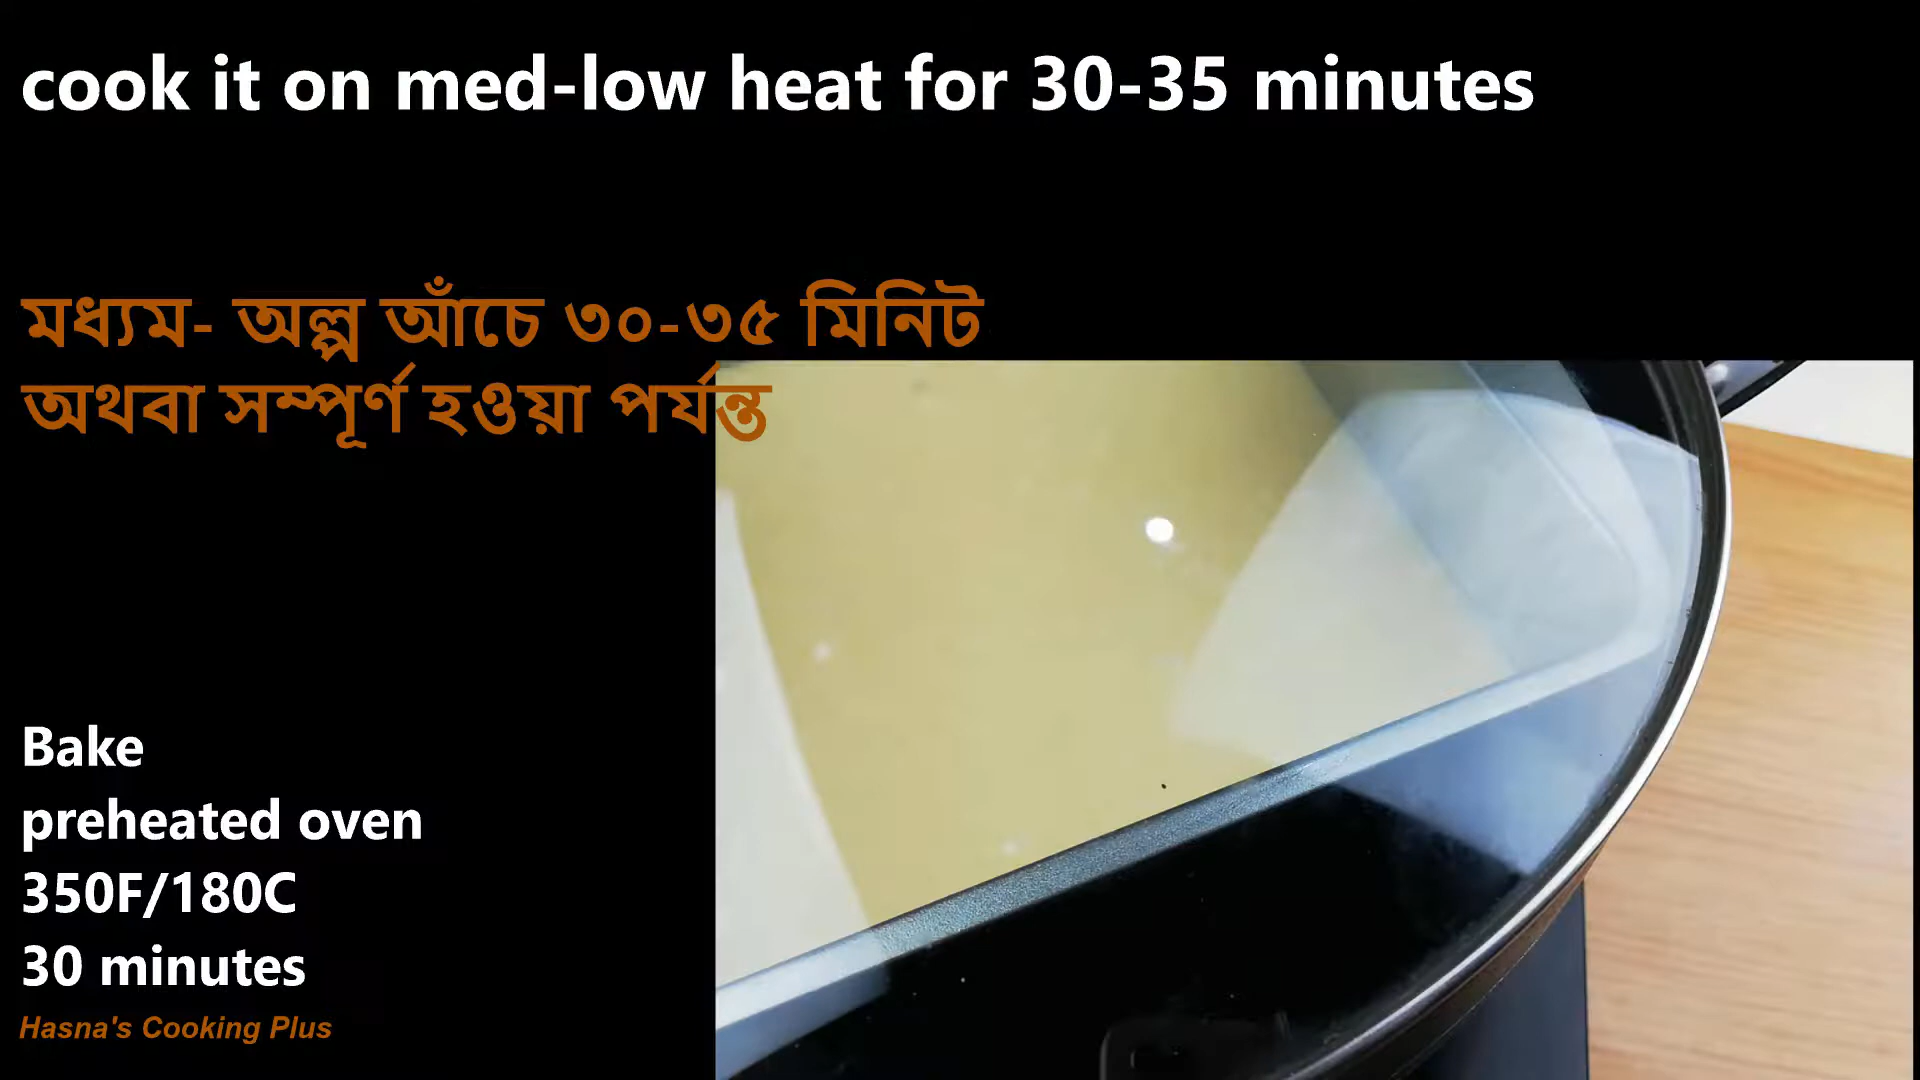 cook it on med-low heat for 30-35 minutes
মধ্যম- অল্প আঁচে ৩০-৩৫ মিনিট
অথবা সম্পূর্ণ হওয়া পর্যন্ত
Bake
preheated oven
350F/180C
30 minutes
Hasna's Cooking Plus